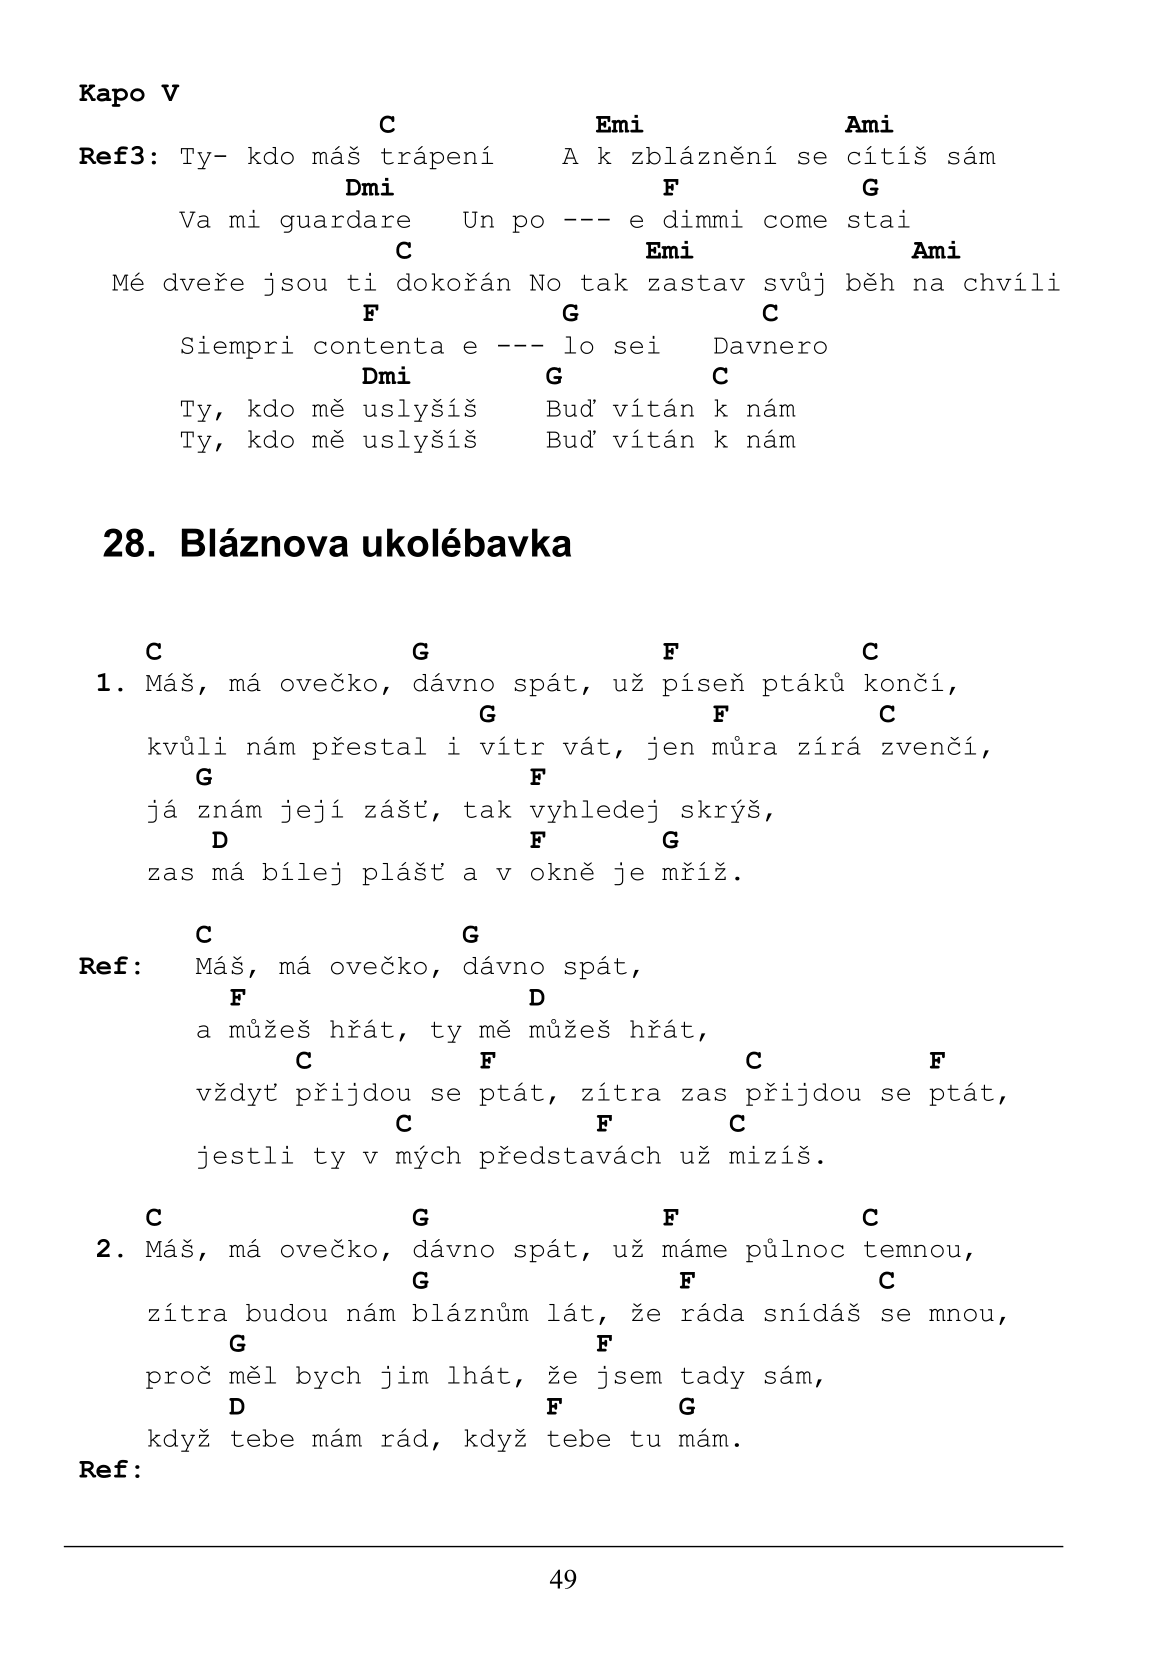 Kapo V
C Emi Ami
Ref3: Ty- kdo máš trápení A k zbláznění se cítíš sám
Dmi F G
Va mi guardare Un po --- e dimmi come stai
C Emi Ami
Mé dveře jsou ti dokořán No tak zastav svůj běh na chvíli
F G C
Siempri contenta e --- lo sei Davnero
Dmi G C
Ty, kdo mě uslyšíš Buď vítán k nám
Ty, kdo mě uslyšíš Buď vítán k nám
28. Bláznova ukolébavka
C G F C
1. Máš, má ovečko, dávno spát, už píseň ptáků končí,
G F C
kvůli nám přestal i vítr vát, jen můra zírá zvenčí,
G F
já znám její zášť, tak vyhledej skrýš,
D F G
zas má bílej plášť a v okně je mříž.
C G
Ref: Máš, má ovečko, dávno spát,
F D
a můžeš hřát, ty mě můžeš hřát,
C F C F
vždyť přijdou se ptát, zítra zas přijdou se ptát,
C F C
jestli ty v mých představách už mizíš.
C G F C
2. Máš, má ovečko, dávno spát, už máme půlnoc temnou,
G F C
zítra budou nám bláznům lát, že ráda snídáš se mnou,
G F
proč měl bych jim lhát, že jsem tady sám,
D F G
když tebe mám rád, když tebe tu mám.
Ref:
49